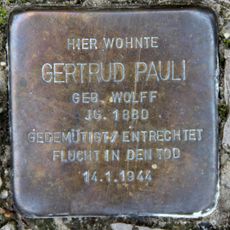 HIER WOHNTE
GERTRUD PAULI
GEB. WOLFF
JG. 1880
GEDEMÜTIGT/ENTRECHTET
FLUCHT IN DEN TOD
14.1.1944